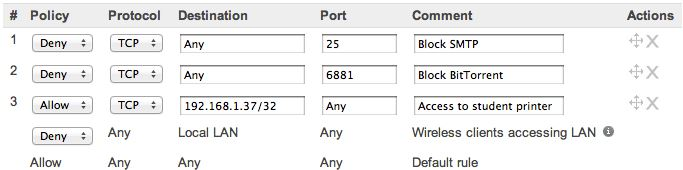 # Policy Protocol Destination Port Comment Actions
1 Deny TCP Any 25 Block SMTP
2 Deny TCP Any 6881 Block BitTorrent
3 Allow TCP 192.168.1.37/32 Any Access to student printer
Deny Any Local LAN Any Wireless clients accessing LAN
Allow Any Any Any Default rule